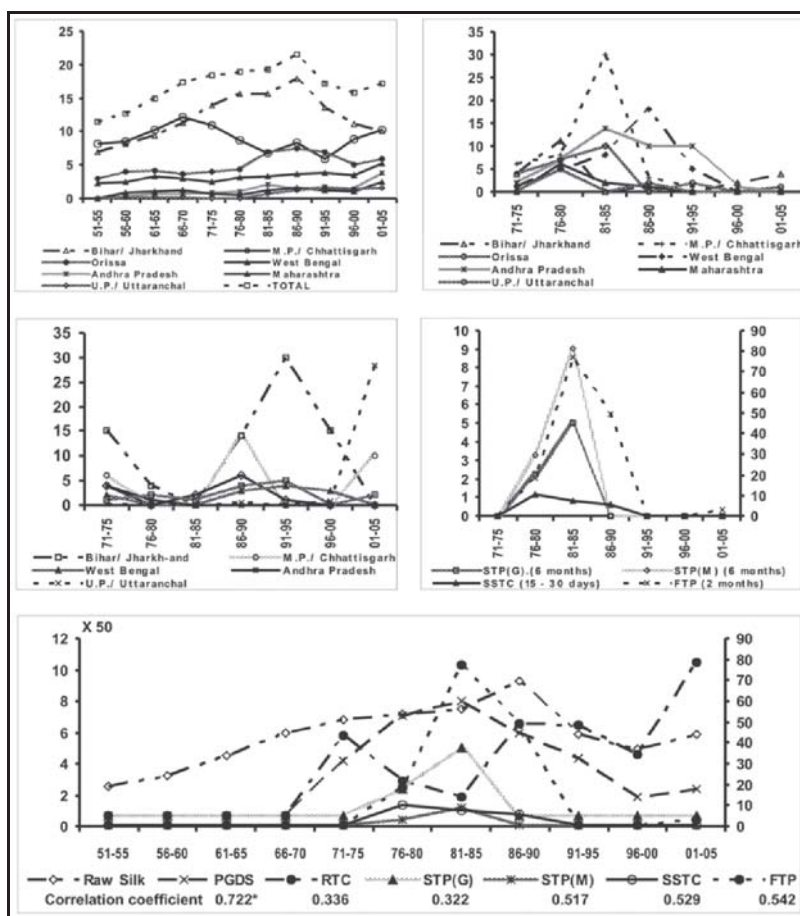 25
20
15
10
5
0
51-55 56-60 61-65 66-70 71-75 76-80 81-85 86-90 91-95 96-00 01-05
Bihar/ Jharkhand M.P./ Chhattisgarh
Orissa West Bengal
Andhra Pradesh Maharashtra
U.P./ Uttaranchal TOTAL
35
30
25
20
15
10
5
0
71-75 76-80 81-85 86-90 91-95 96-00 01-05
Bihar/ Jharkhand M.P./ Chhattisgarh
Orissa West Bengal
Andhra Pradesh Maharashtra
U.P./ Uttaranchal
35
30
25
20
15
10
5
0
71-75 76-80 81-85 86-90 91-95 96-00 01-05
Bihar/ Jharkh-and M.P./ Chhattisgarh
West Bengal Andhra Pradesh
U.P./ Uttaranchal
10 90
9 80
8 70
7 60
6 50
5 40
4 30
3 20
2 10
1
0 0
71-75 76-80 81-85 86-90 91-95 96-00 01-05
STP(G).(6 months) STP(M) (6 months)
SSTC (15 - 30 days) FTP (2 months)
X 50
12 90
10 80
8 70
6 60
4 50
2 40
0 30
20
10
0
51-55 56-60 61-65 66-70 71-75 76-80 81-85 86-90 91-95 96-00 01-05
Raw Silk PGDS RTC STP(G) STP(M) SSTC FTP
Correlation coefficient 0.722* 0.336 0.322 0.517 0.529 0.542